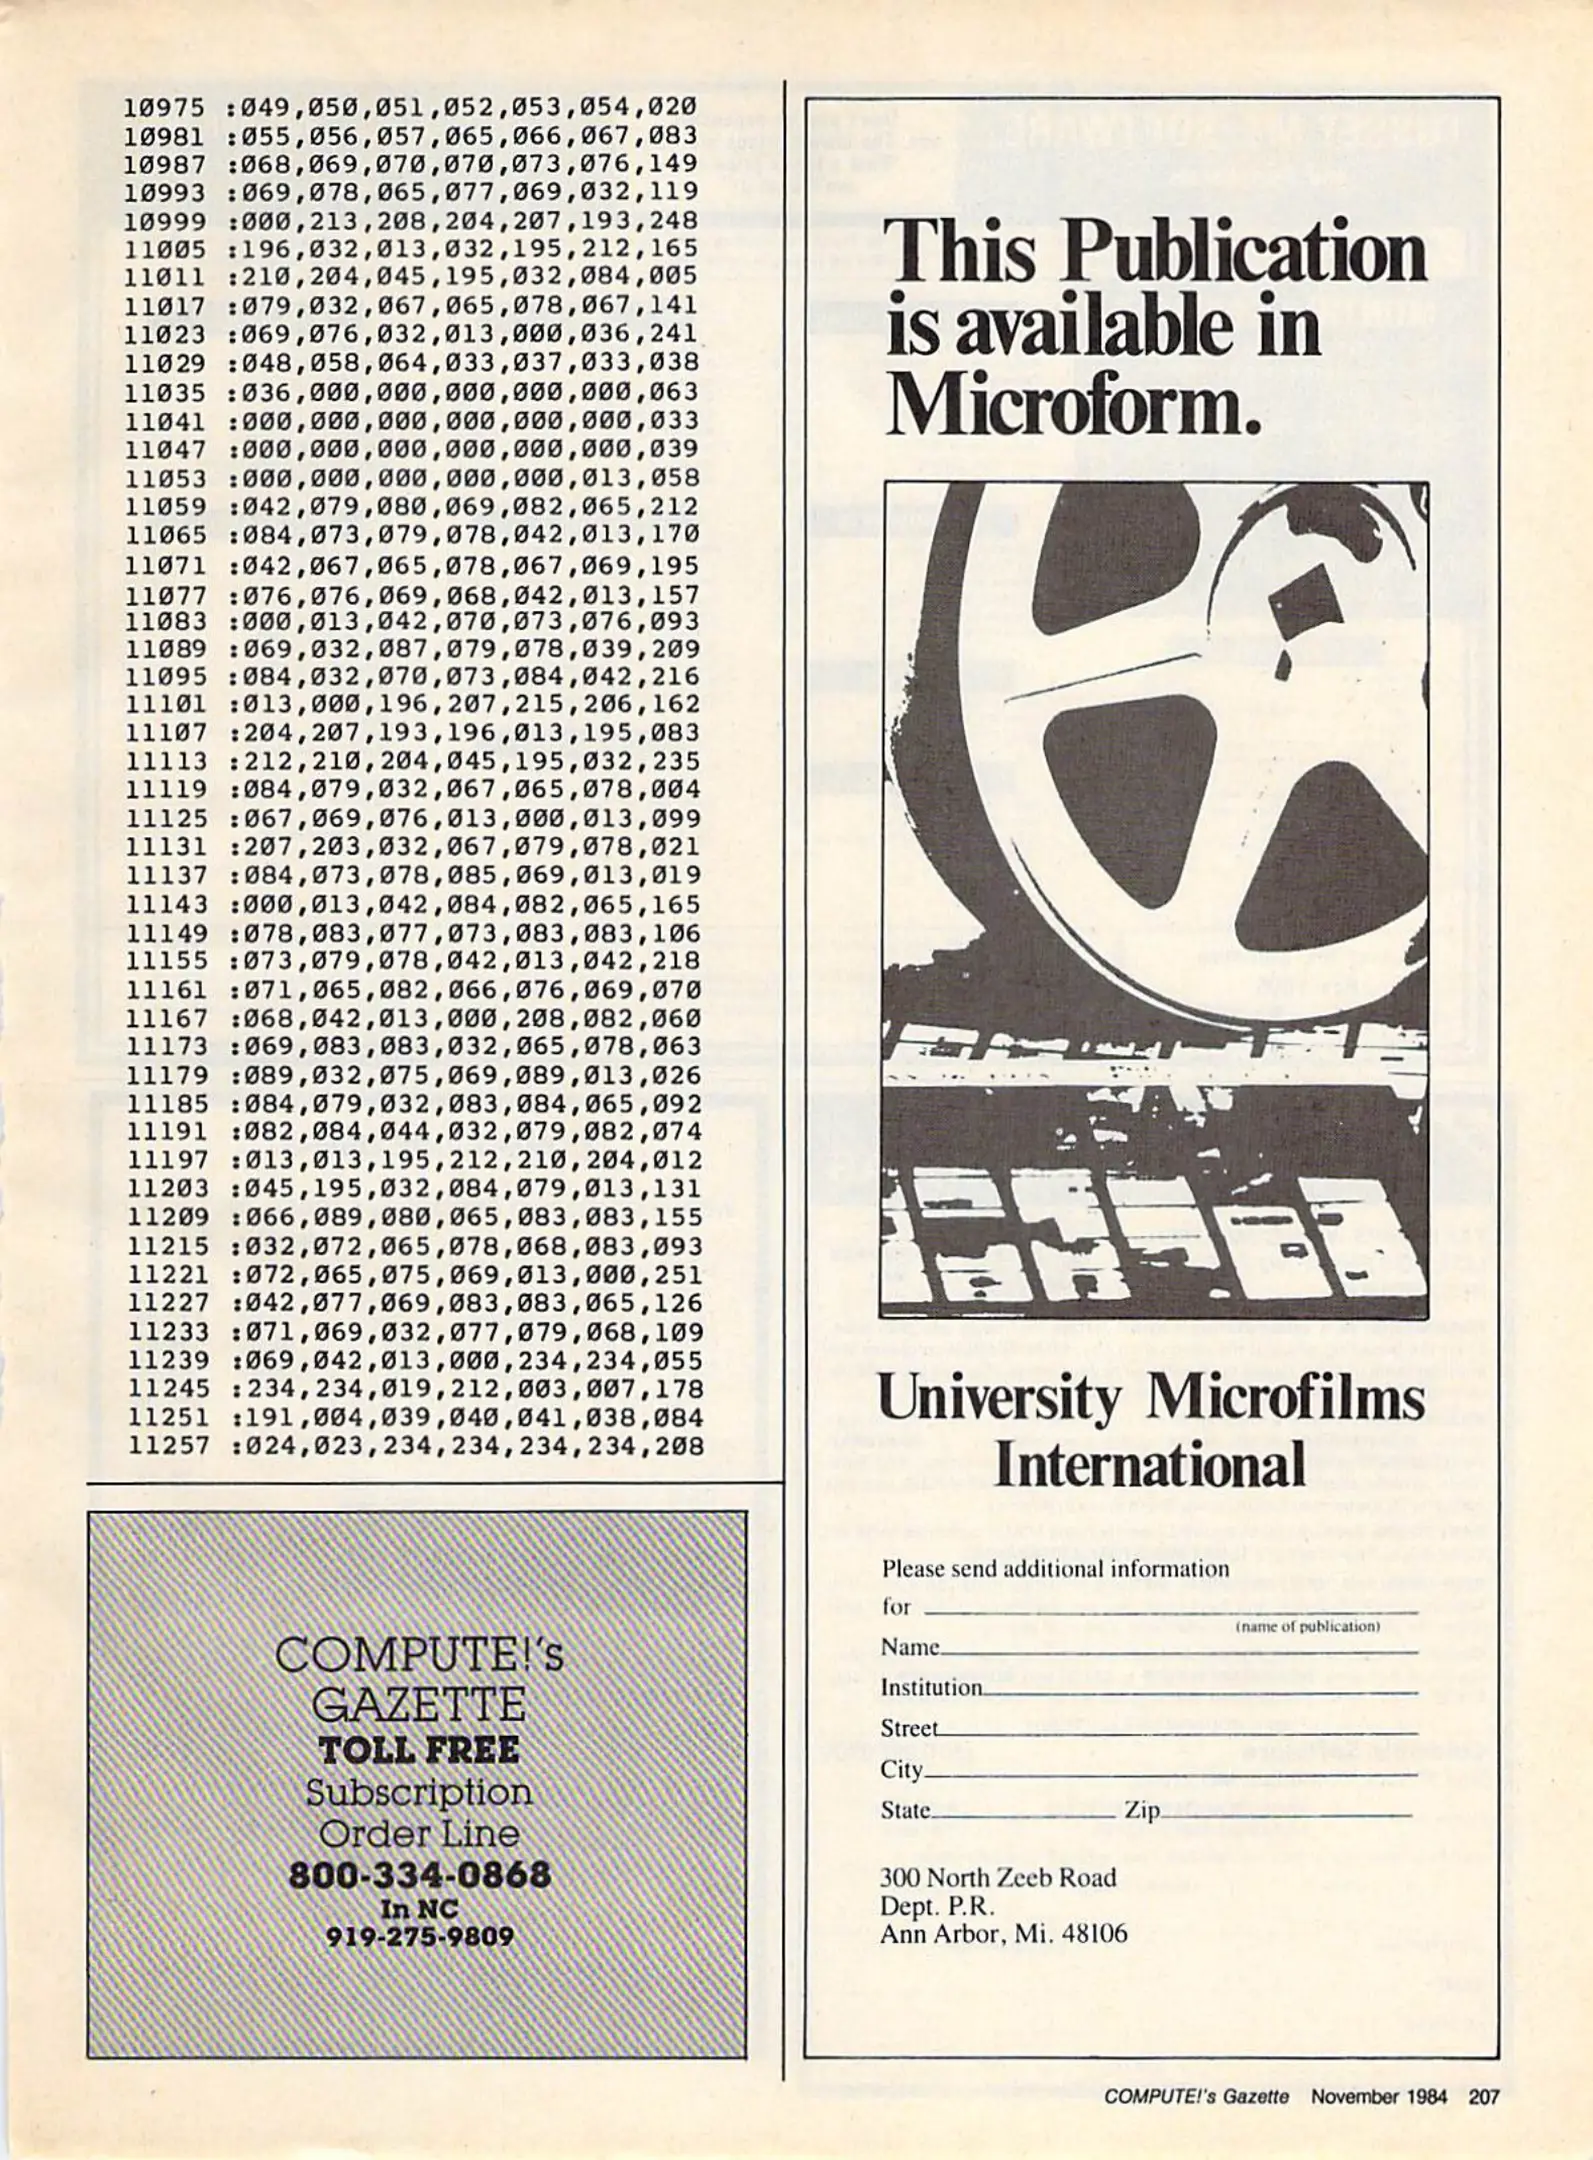 10975 :049,050,051,052,053,054,020
10981 :055,056,057,065,066,067,083
10987 :068,069,070,070,073,076,149
10993 :069,078,065,077,069,032,119
10999 :000,213,208,204,207,193,248
11005 :196,032,013,032,195,212,165
11011 :210,204,045,195,032,084,005
11017 :079,032,067,065,078,067,141
11023 :069,076,032,013,000,036,241
11029 :048,058,064,033,037,033,038
11035 :036,000,000,000,000,000,063
11041 :000,000,000,000,000,000,033
11047 :000,000,000,000,000,000,039
11053 :000,000,000,000,000,013,058
11059 :042,079,080,069,082,065,212
11065 :084,073,079,078,042,013,170
11071 :042,067,065,078,067,069,195
11077 :076,076,069,068,042,013,157
11083 :000,013,042,070,073,076,093
11089 :069,032,087,079,078,039,209
11095 :084,032,070,073,084,042,216
11101 :013,000,196,207,215,206,162
11107 :204,207,193,196,013,195,083
11113 :212,210,204,045,195,032,235
11119 :084,079,032,067,065,078,004
11125 :067,069,076,013,000,013,099
11131 :207,203,032,067,079,078,021
11137 :084,073,078,085,069,013,019
11143 :000,013,042,084,082,065,165
11149 :078,083,077,073,083,083,106
11155 :073,079,078,042,013,042,218
11161 :071,065,082,066,076,069,070
11167 :068,042,013,000,208,082,060
11173 :069,083,083,032,065,078,063
11179 :089,032,075,069,089,013,026
11185 :084,079,032,083,084,065,092
11191 :082,084,044,032,079,082,074
11197 :013,013,195,212,210,204,012
11203 :045,195,032,084,079,013,131
11209 :066,089,080,065,083,083,155
11215 :032,072,065,078,068,083,093
11221 :072,065,075,069,013,000,251
11227 :042,077,069,083,083,065,126
11233 :071,069,032,077,079,068,109
11239 :069,042,013,000,234,234,055
11245 :234,234,019,212,003,007,178
11251 :191,004,039,040,041,038,084
11257 :024,023,234,234,234,234,208
COMPUTE!'s
GAZETTE
TOLL FREE
Subscription
Order Line
800-334-0868
In NC
919-275-9809
This Publication
is available in
Microform.
University Microfilms
International
Please send additional information
for
(name of publication)
Name
Institution
Street
City
State Zip
300 North Zeeb Road
Dept. P.R.
Ann Arbor, Mi. 48106
COMPUTE!'s Gazette November 1984 207